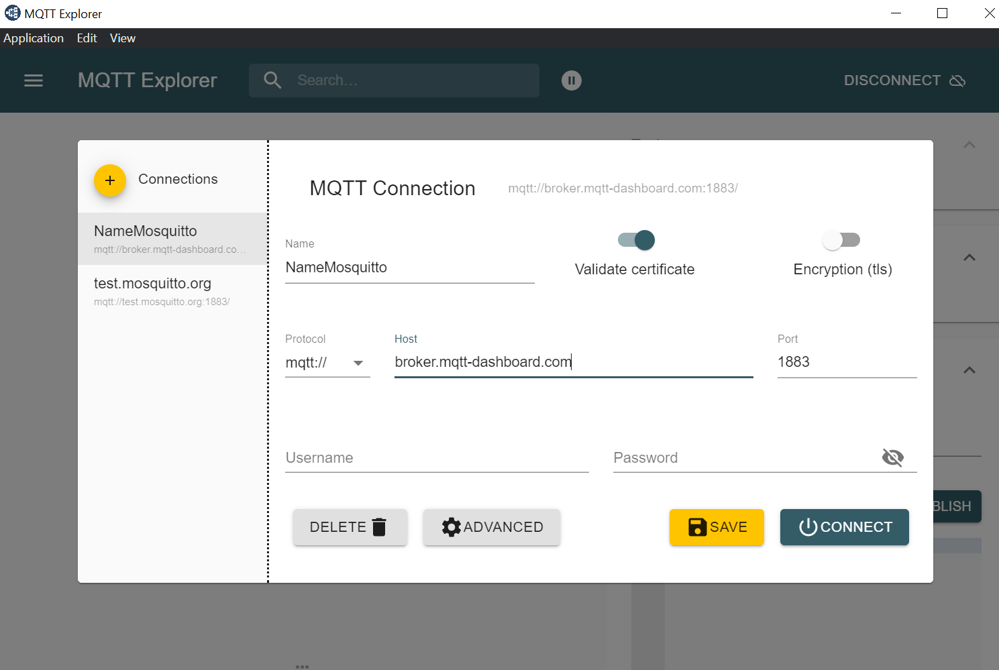 MQTT Explorer
Application Edit View
MQTT Explorer Search... DISCONNECT
Connections
NameMosquitto
mqtt://broker.mqtt-dashboard.co...
test.mosquitto.org
mqtt://test.mosquitto.org:1883/
MQTT Connection mqtt://broker.mqtt-dashboard.com:1883/
Name
NameMosquitto
Validate certificate Encryption (tls)
Protocol Host Port
mqtt:// broker.mqtt-dashboard.com 1883
Username Password
DELETE ADVANCED SAVE CONNECT
BLISH